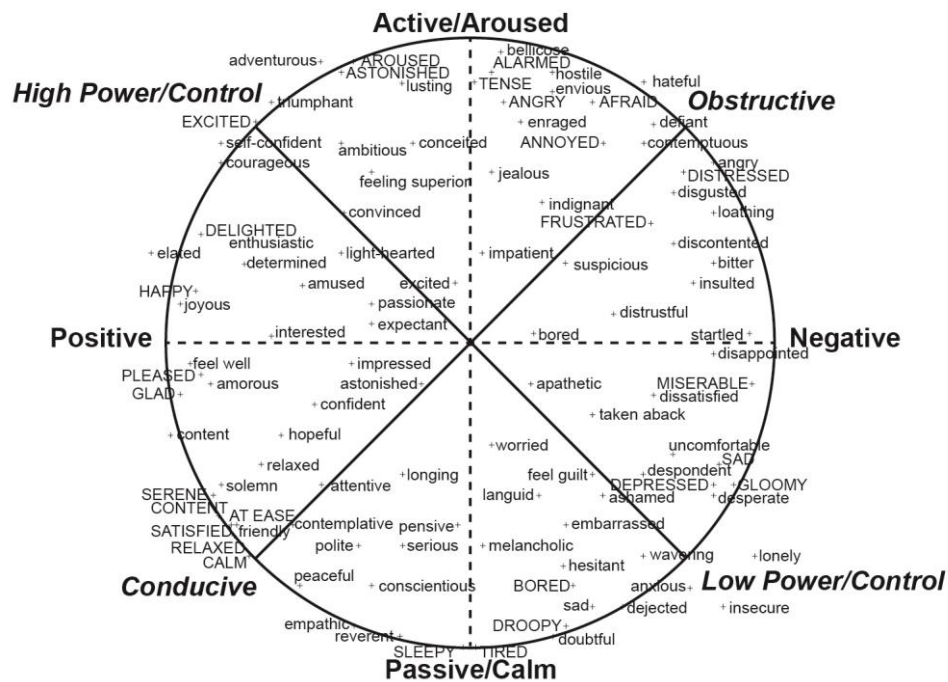 Active/Aroused
bellicose
adventurous AROUSED ALARMED
ASTONISHED hostile
lusting TENSE envious hateful
High Power/Control triumphant ANGRY AFRAID Obstructive
EXCITED enraged defiant
self-confident ambitious conceited ANNOYED contemptuous
courageous angry
feeling superior jealous DISTRESSED
disgusted
convinced indignant loathing
DELIGHTED FRUSTRATED
enthusiastic discontented
elated light-hearted impatient
determined suspicious bitter
amused excited insulted
HAPPY
joyous passionate
distrustful
expectant
Positive interested bored startled Negative
disappointed
feel well impressed
PLEASED amorous astonished apathetic MISERABLE
GLAD dissatisfied
confident
taken aback
content hopeful
worried uncomfortable
relaxed SAD
longing feel guilt despondent
solemn attentive DEPRESSED GLOOMY
SERENE languid ashamed desperate
CONTENT
AT EASE
SATISFIED friendly contemplative pensive embarrassed
RELAXED polite serious melancholic
CALM wavering lonely
hesitant
Conducive peaceful conscientious BORED anxious Low Power/Control
sad dejected insecure
empathic DROOPY
reverent doubtful
SLEEPY TIRED
Passive/Calm